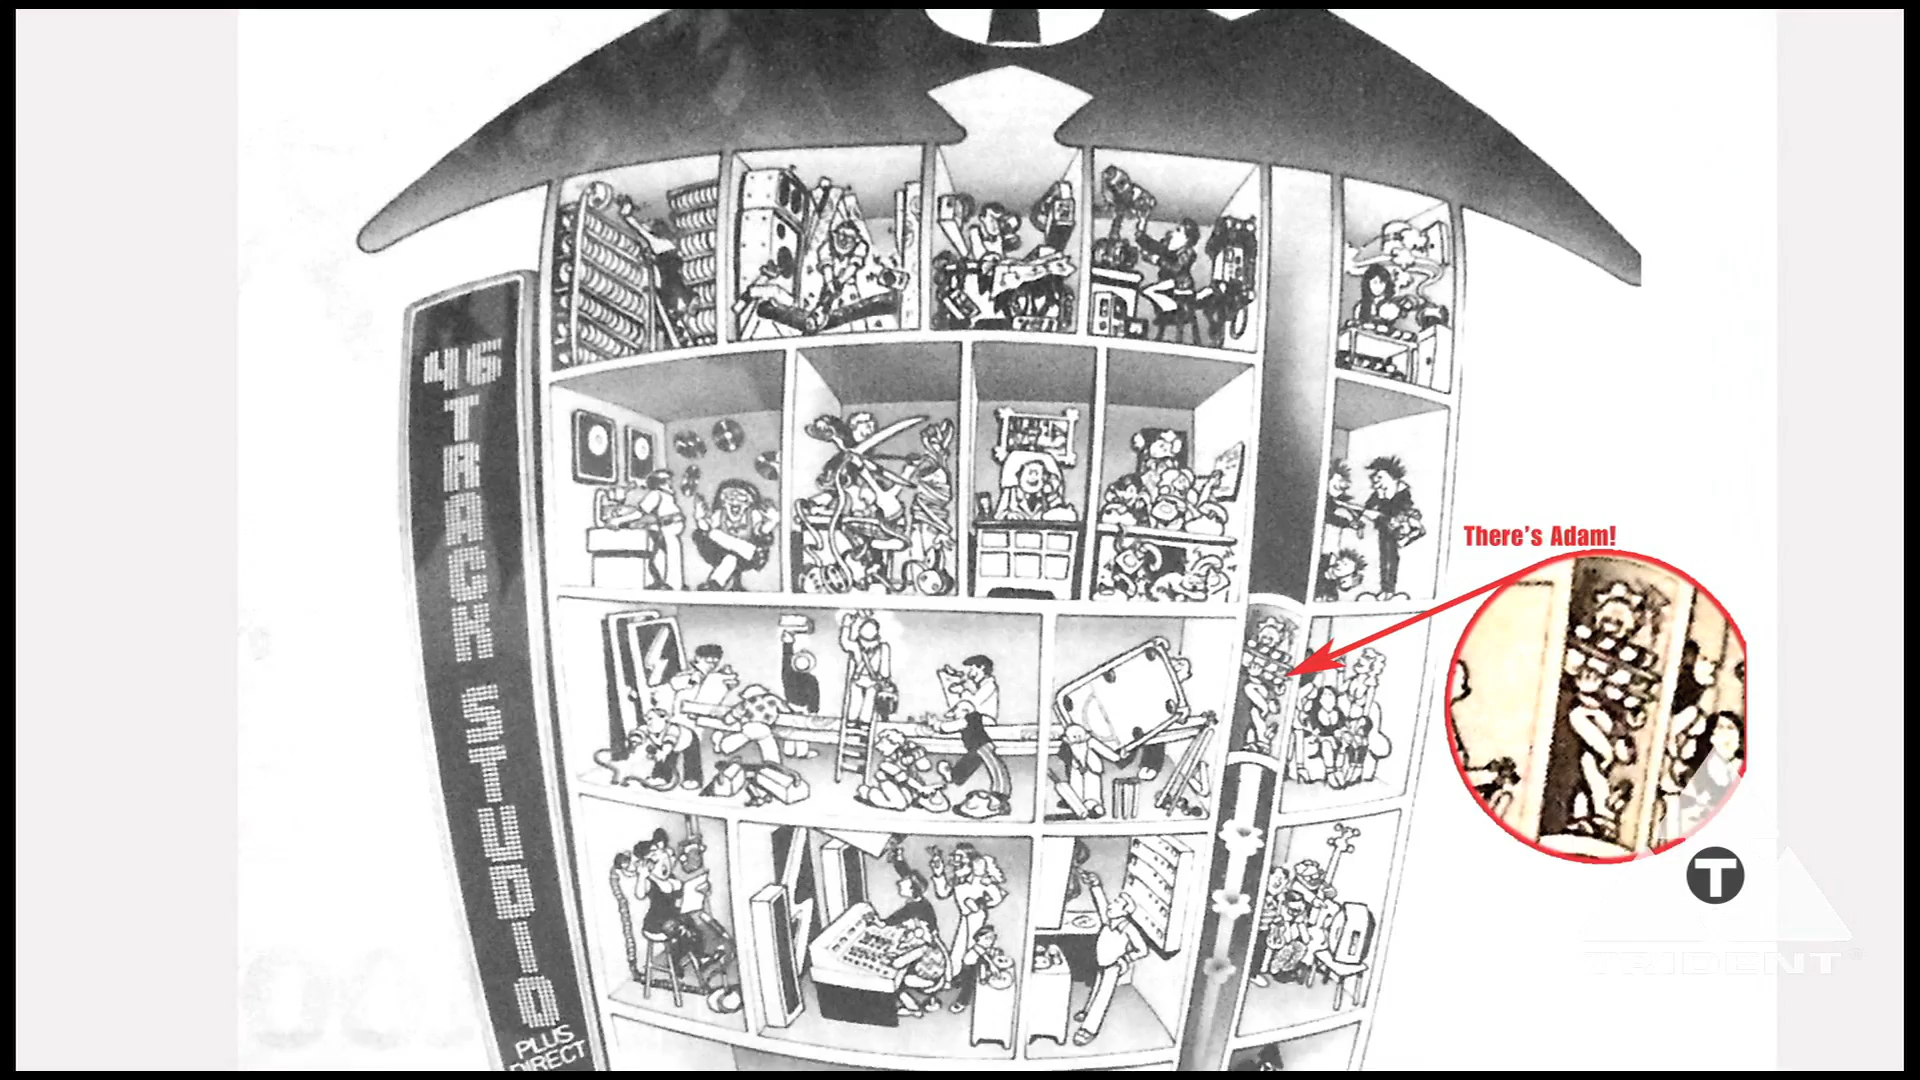 46
TRACK
STUDIO
PLUS
DIRECT
There's Adam!
T
TRIDENT®